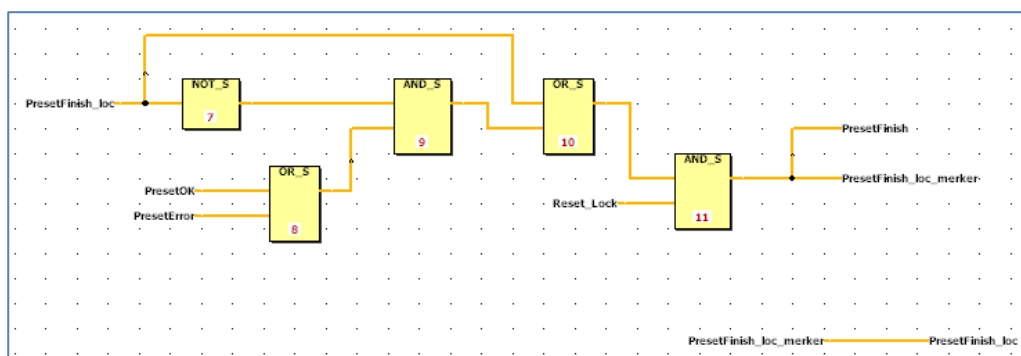 NOT_S
AND_S
OR_S
PresetFinish_loc
7
9
10
PresetFinish
AND_S
OR_S
PresetFinish_loc_merker
PresetOK
Reset_Lock
PresetError
11
8
PresetFinish_loc_merker
PresetFinish_loc